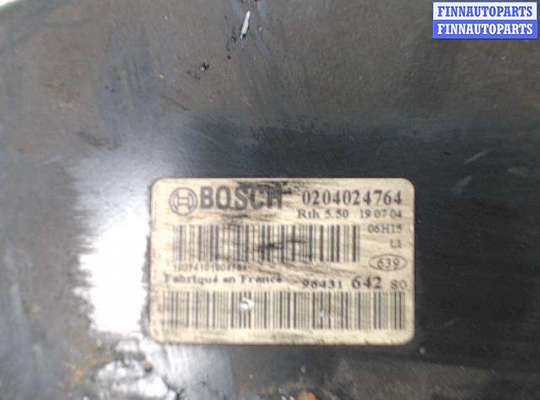 FINNAUTOPARTS
FINNAUTOPARTS
BOSCH 0204024764
Rth 5.50 19 07 04
06H15
L1
639
Fabriqué en France 96431 642 80